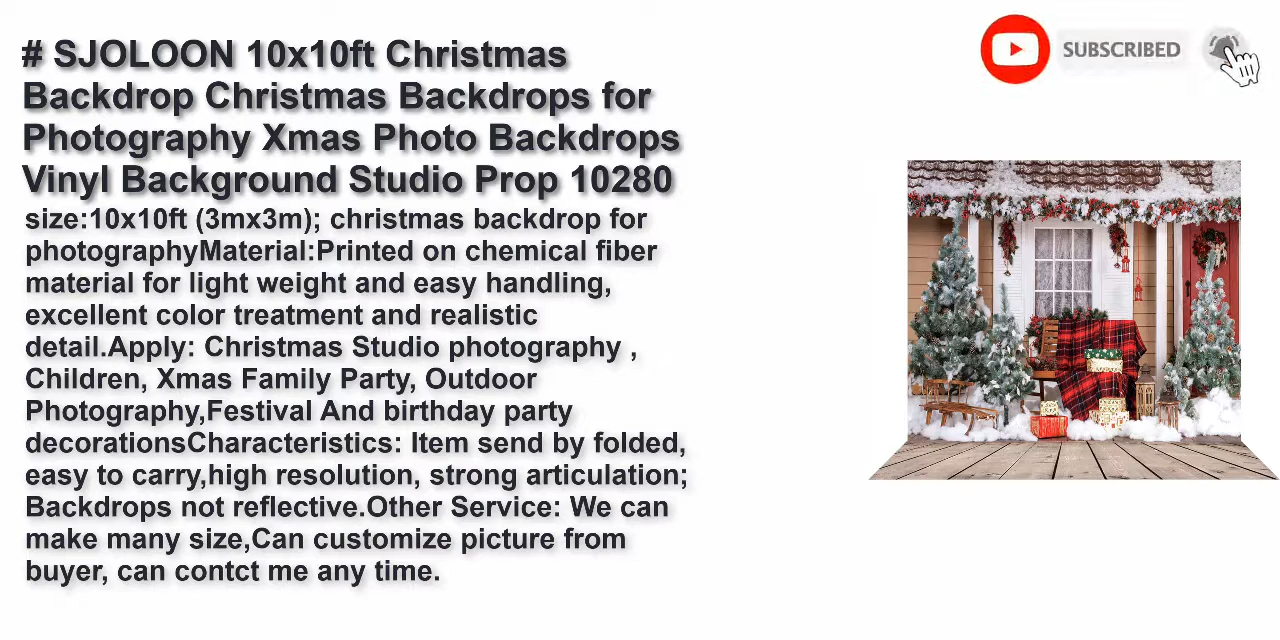 # SJOLOON 10x10ft Christmas
Backdrop Christmas Backdrops for
Photography Xmas Photo Backdrops
Vinyl Background Studio Prop 10280
size:10x10ft (3mx3m); christmas backdrop for
photographyMaterial:Printed on chemical fiber
material for light weight and easy handling,
excellent color treatment and realistic
detail.Apply: Christmas Studio photography ,
Children, Xmas Family Party, Outdoor
Photography,Festival And birthday party
decorationsCharacteristics: Item send by folded,
easy to carry,high resolution, strong articulation;
Backdrops not reflective.Other Service: We can
make many size,Can customize picture from
buyer, can contct me any time.
SUBSCRIBED